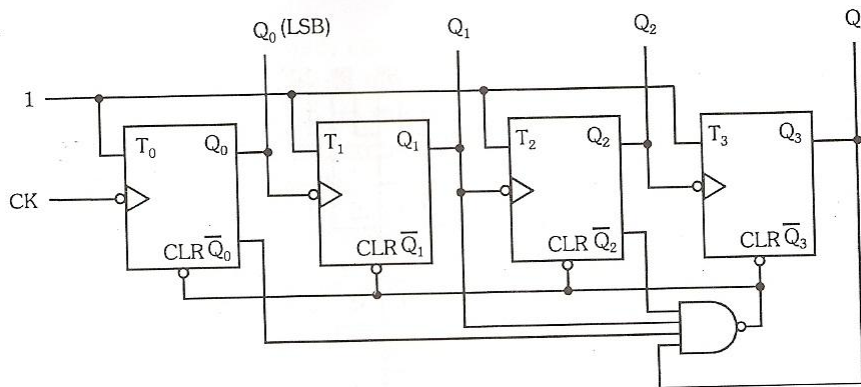 Q₀ (LSB) Q₁ Q₂ Q
1
T₀ Q₀ T₁ Q₁ T₂ Q₂ T₃ Q₃
CK
CLR Q̅₀ CLR Q̅₁ CLR Q̅₂ CLR Q̅₃